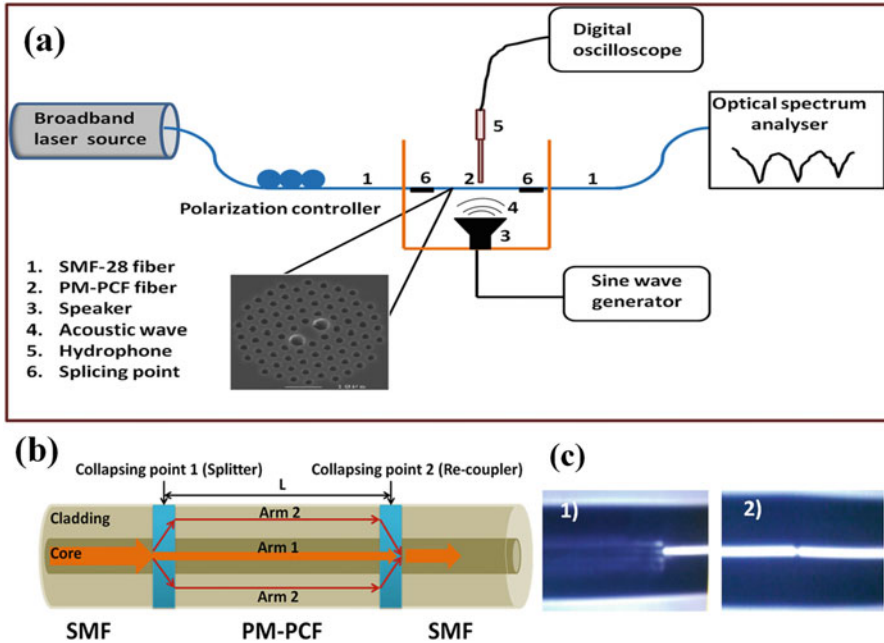 (a)
Digital
oscilloscope
Broadband
laser source
Optical spectrum
analyser
5
1
6
2
6
1
Polarization controller
4
3
1. SMF-28 fiber
2. PM-PCF fiber
3. Speaker
4. Acoustic wave
5. Hydrophone
6. Splicing point
Sine wave
generator
(b)
Collapsing point 1 (Splitter)
Collapsing point 2 (Re-coupler)
L
Cladding
Arm 2
Core
Arm 1
Arm 2
SMF
PM-PCF
SMF
(c)
1)
2)